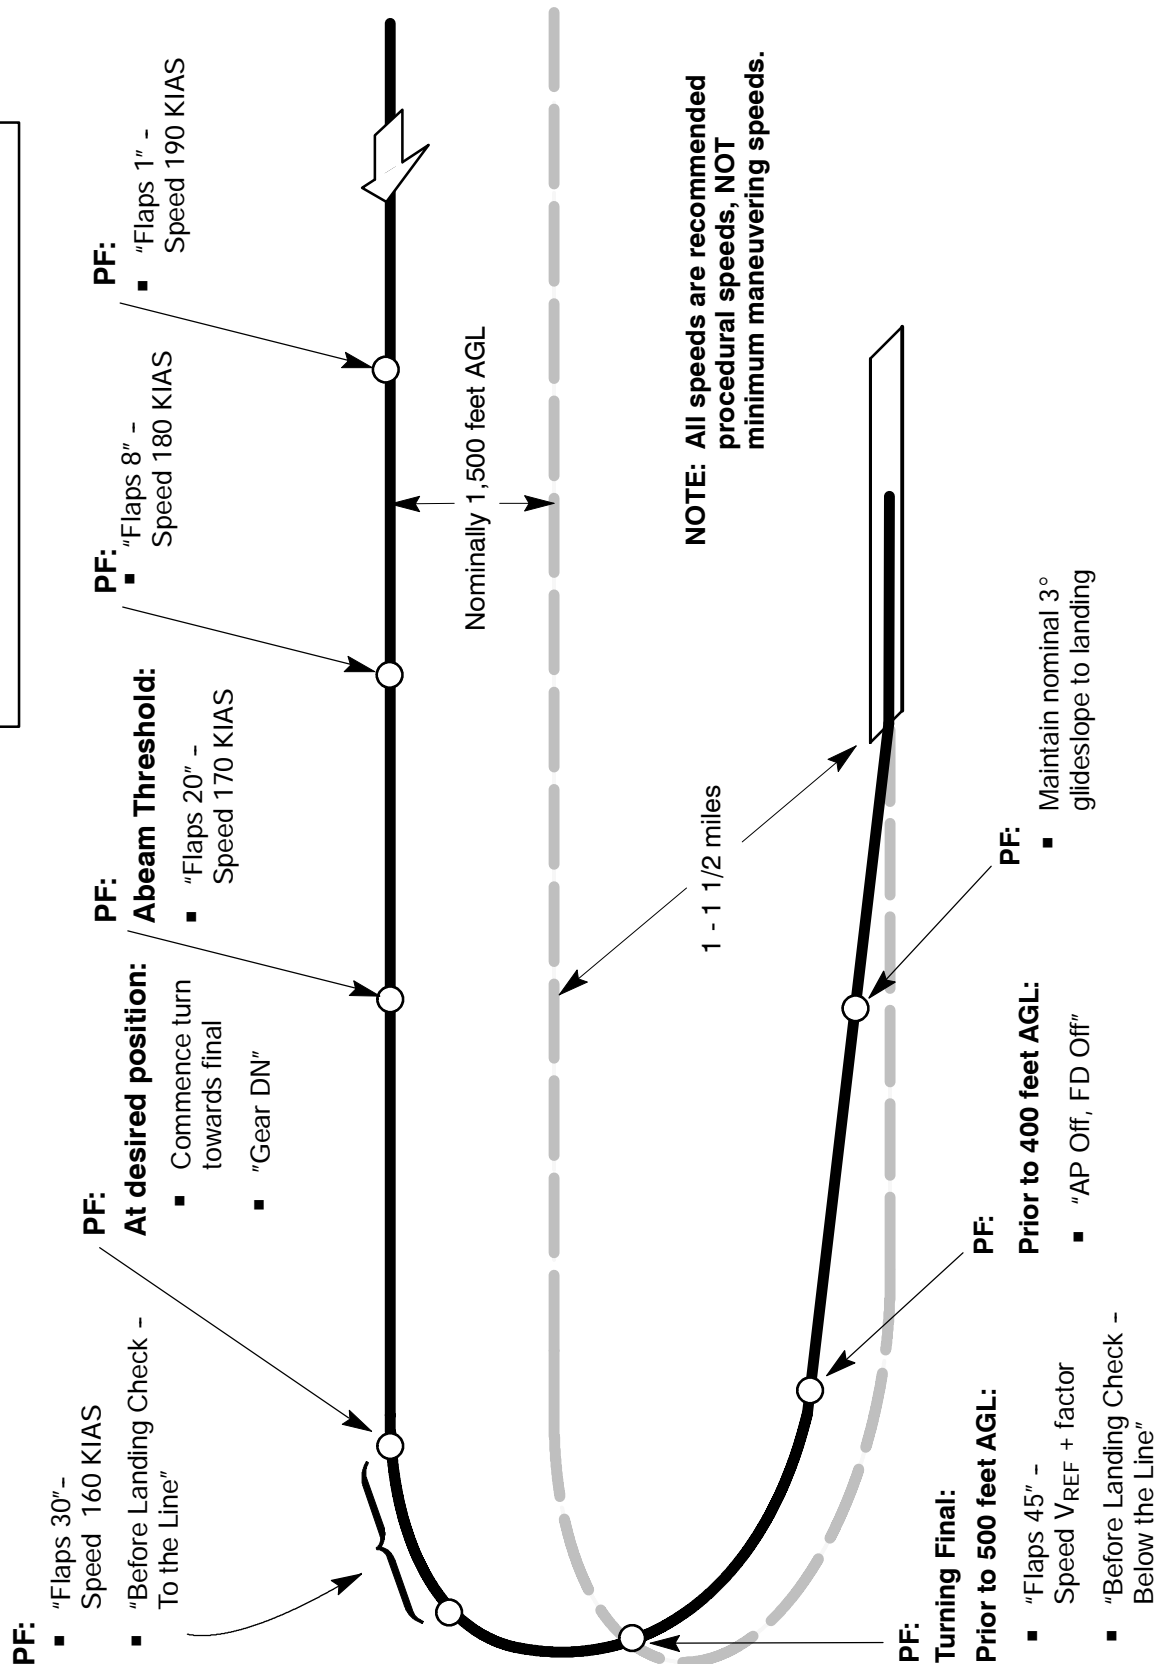 PF:
▪ "Flaps 1" –
Speed 190 KIAS
PF:
▪ "Flaps 8" –
Speed 180 KIAS
PF:
Abeam Threshold:
▪ "Flaps 20" –
Speed 170 KIAS
PF:
At desired position:
▪ Commence turn
towards final
▪ "Gear DN"
PF:
▪ "Flaps 30"–
Speed 160 KIAS
▪ "Before Landing Check –
To the Line"
Nominally 1,500 feet AGL
1 - 1 1/2 miles
NOTE: All speeds are recommended
procedural speeds, NOT
minimum maneuvering speeds.
PF:
Turning Final:
Prior to 500 feet AGL:
▪ "Flaps 45" –
Speed VREF + factor
▪ "Before Landing Check –
Below the Line"
PF:
Prior to 400 feet AGL:
▪ "AP Off, FD Off"
PF:
▪ Maintain nominal 3°
glideslope to landing